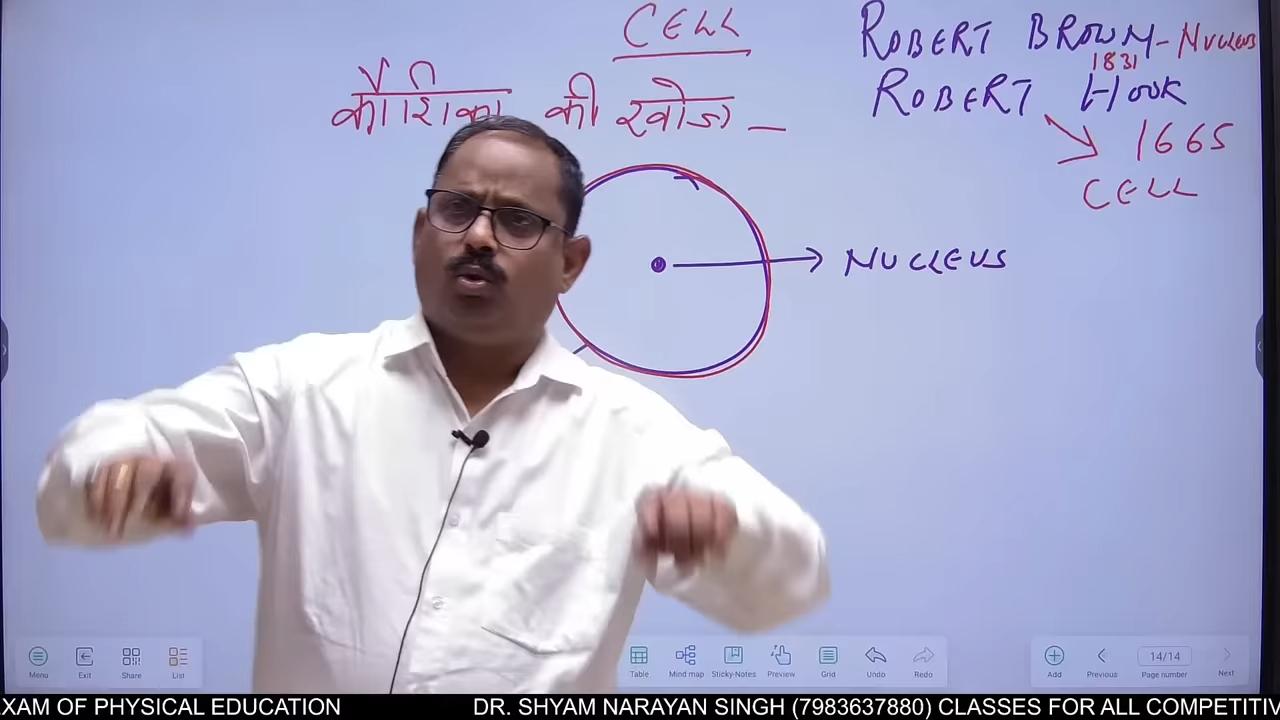 CELL
कोशिका की खोज –
ROBERT BROWN - NUCLEUS
1831
ROBERT HOOK
1665
CELL
NUCLEUS
Menu Exit Share List Table Mind map Sticky-Notes Preview Grid Undo Redo Add Previous 14/14 Page number Next
XAM OF PHYSICAL EDUCATION DR. SHYAM NARAYAN SINGH (7983637880) CLASSES FOR ALL COMPETITIV